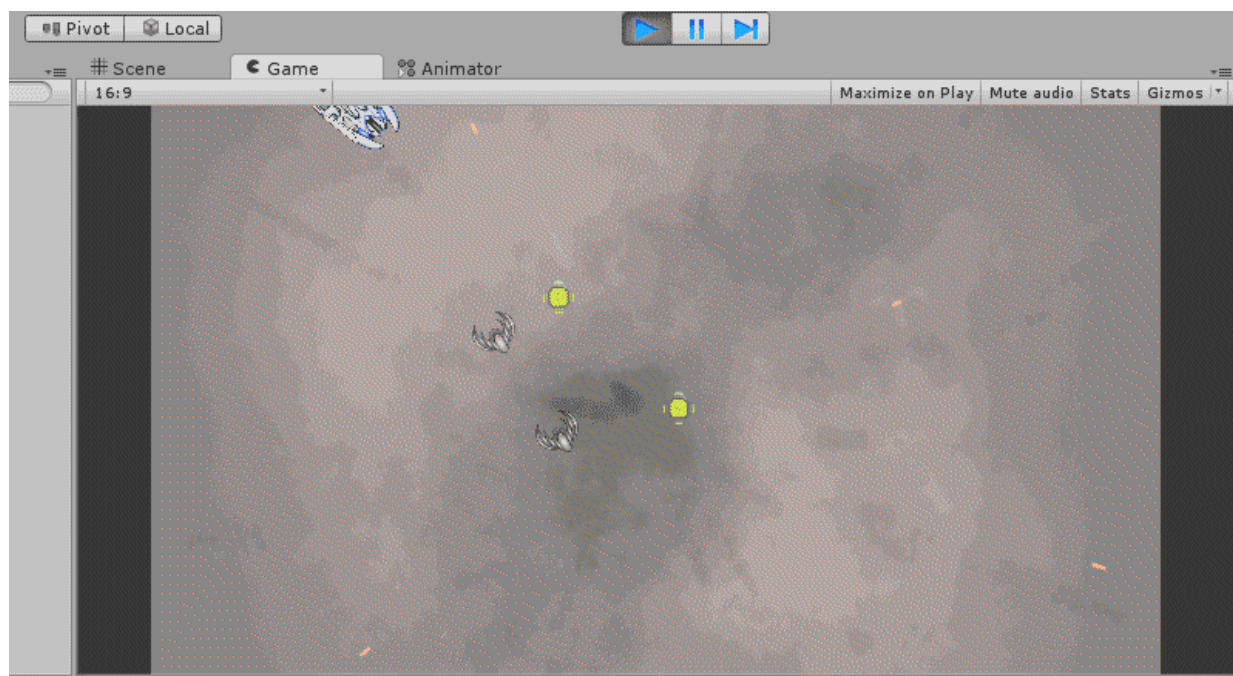 Pivot Local
Scene Game Animator
16:9 Maximize on Play Mute audio Stats Gizmos